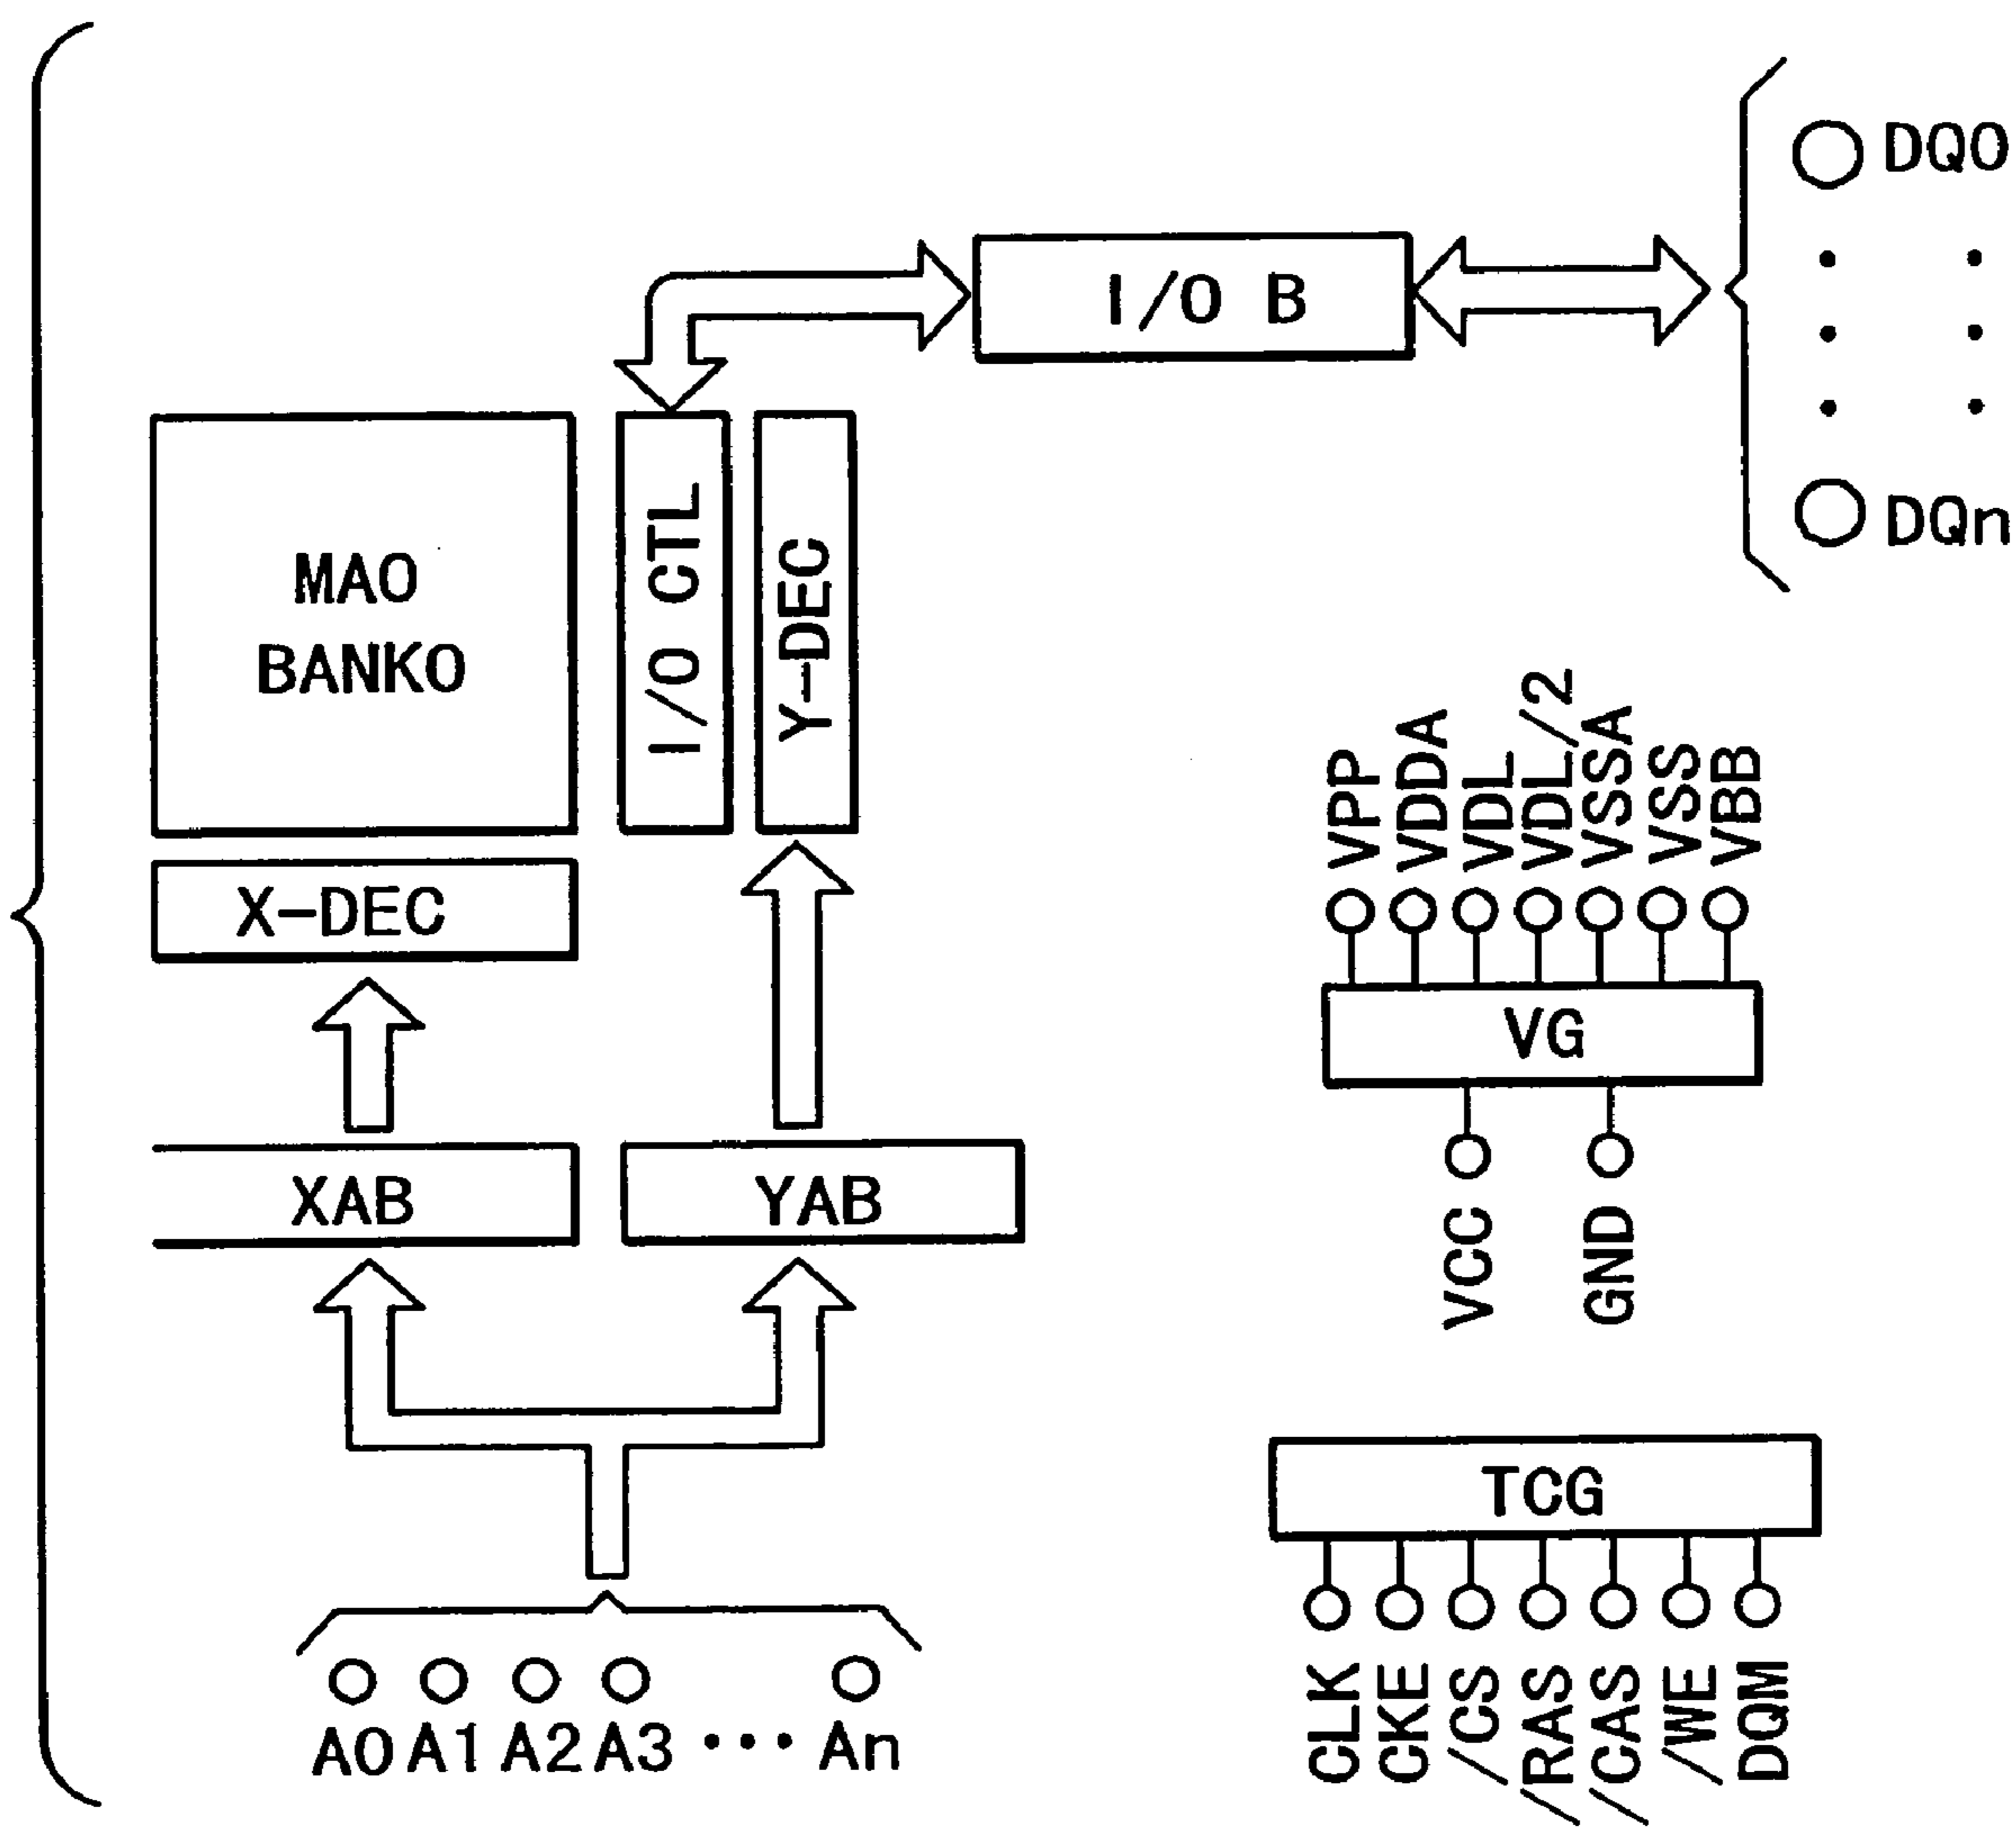 DQ0
I/O B
DQn
MA0
BANK0
I/O CTL
Y-DEC
X-DEC
VPP
VDDA
VDL
VDL/2
VSSA
VSS
VBB
VG
VCC
GND
XAB
YAB
TCG
CLK
CKE
/CS
/RAS
/CAS
/WE
DQM
A0 A1 A2 A3 ••• An